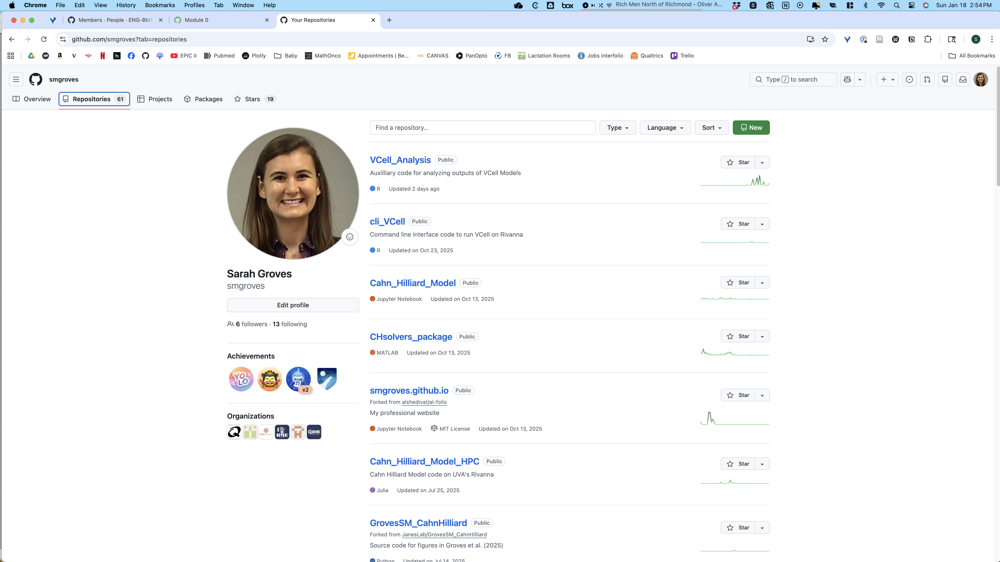 Chrome File Edit View History Bookmarks Profiles Tab Window Help box Rich Men North of Richmond - Oliver A... 4 S N Sun Jan 18 2:54 PM
Members · People · ENG-BME Module 0 Your Repositories
github.com/smgroves?tab=repositories S
MB a v N h EPIC II Pubmed Plotly Baby MathOnco Appointments | Be... UVA CANVAS PanOpto FB Lactation Rooms Jobs interfolio Qualtrics Trello All Bookmarks
smgroves Type / to search
Overview Repositories 61 Projects Packages Stars 19
Find a repository... Type Language Sort New
VCell_Analysis Public Star
Auxilliary code for analyzing outputs of VCell Models
R Updated 2 days ago
cli_VCell Public Star
Command line interface code to run VCell on Rivanna
R Updated on Oct 23, 2025
Cahn_Hilliard_Model Public Star
Jupyter Notebook Updated on Oct 13, 2025
CHsolvers_package Public Star
MATLAB Updated on Oct 13, 2025
smgroves.github.io Public Star
Forked from alshedivat/al-folio
My professional website
Jupyter Notebook MIT License Updated on Oct 13, 2025
Cahn_Hilliard_Model_HPC Public Star
Cahn Hilliard Model code on UVA's Rivanna
Julia Updated on Jul 25, 2025
GrovesSM_CahnHilliard Public Star
Forked from JanesLab/GrovesSM_CahnHilliard
Source code for figures in Groves et al. (2025)
Python Updated on Jul 14, 2025
Sarah Groves
smgroves
Edit profile
6 followers · 13 following
Achievements
YOLO
x2
Organizations
Q ND I BME BME